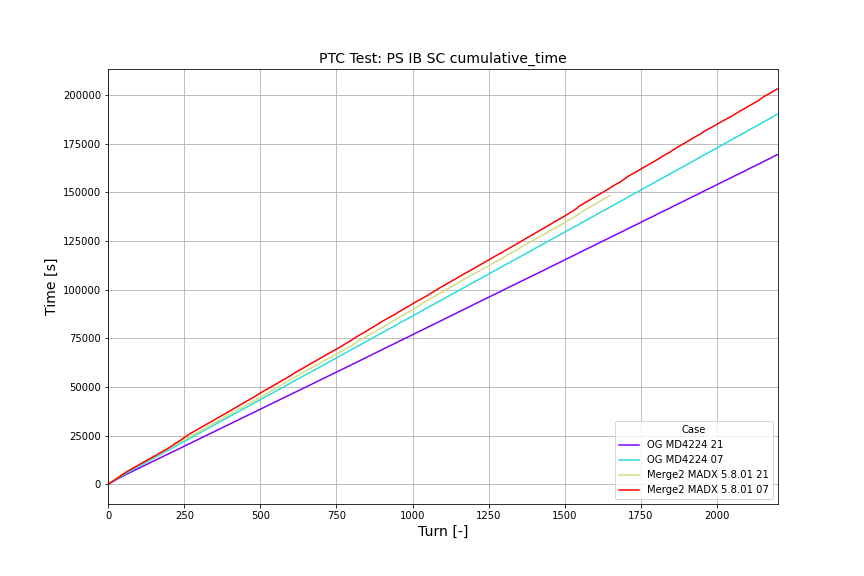 PTC Test: PS IB SC cumulative_time
200000
175000
150000
125000
100000
75000
50000
25000
0
Time [s]
0 250 500 750 1000 1250 1500 1750 2000
Turn [-]
Case
OG MD4224 21
OG MD4224 07
Merge2 MADX 5.8.01 21
Merge2 MADX 5.8.01 07